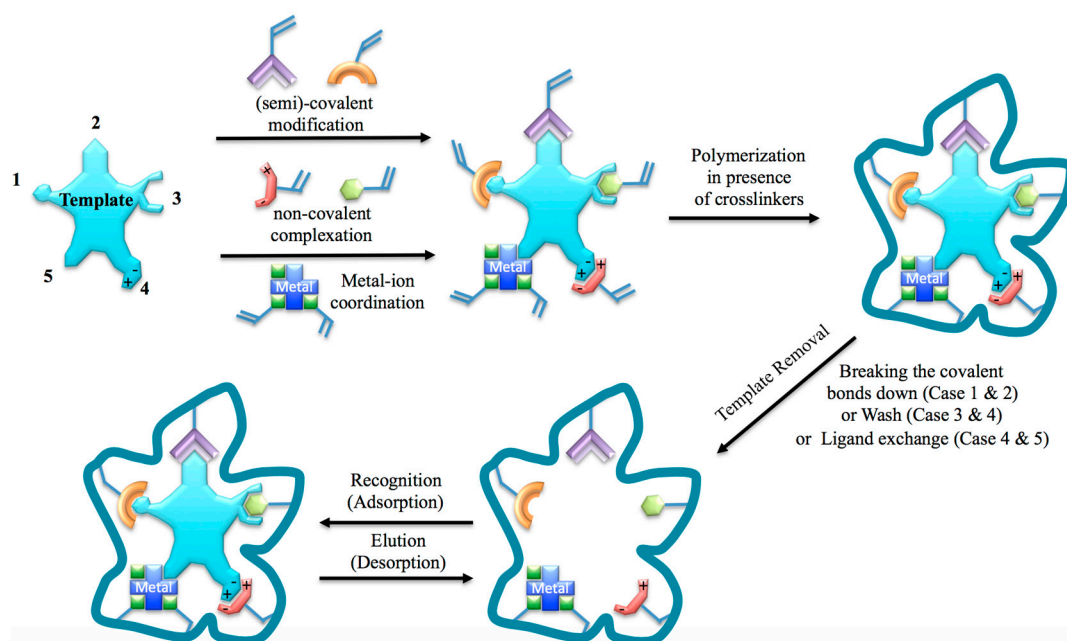 2
1
Template
3
5
- 
+
4
(semi)-covalent
modification
+
-
non-covalent
complexation
Metal
Metal-ion
coordination
Metal
-
+
+
-
Polymerization
in presence
of crosslinkers
Metal
-
+
+
-
Template Removal
Breaking the covalent
bonds down (Case 1 & 2)
or Wash (Case 3 & 4)
or Ligand exchange (Case 4 & 5)
Recognition
(Adsorption)
Elution
(Desorption)
Metal
-
+
+
-
Metal
+
-